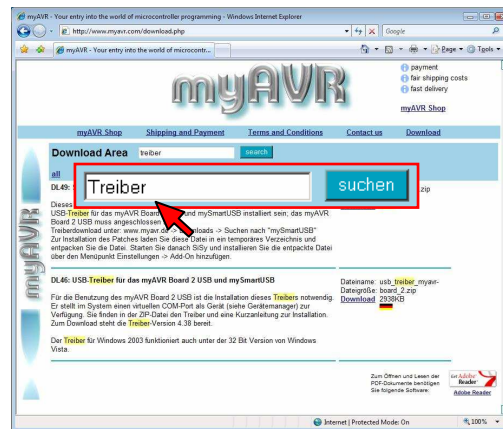 myAVR - Your entry into the world of microcontroller programming - Windows Internet Explorer
http://www.myavr.com/download.php
Google
myAVR - Your entry into the world of microcontr...
Page Tools
myAVR
payment
fair shipping costs
fast delivery
myAVR Shop
myAVR Shop Shipping and Payment Terms and Conditions Contact us Download
Download Area treiber search
all
Treiber suchen
DL49:
zip
Dieses
USB-Treiber für das myAVR Board und mySmartUSB installiert sein; das myAVR
Board 2 USB muss angeschlossen
Treiberdownload unter: www.myavr.de -> Downloads -> Suchen nach "mySmartUSB"
Zur Installation des Patches laden Sie diese Datei in ein temporäres Verzeichnis und
entpacken Sie die Datei. Starten Sie danach SiSy und installieren Sie die entpackte Datei
über den Menüpunkt Einstellungen -> Add-On hinzufügen.
DL46: USB-Treiber für das myAVR Board 2 USB und mySmartUSB
Für die Benutzung des myAVR Board 2 USB ist die Installation dieses Treibers notwendig.
Er stellt im System einen virtuellen COM-Port als Gerät (siehe Gerätemanager) zur
Verfügung. Sie finden in der ZIP-Datei den Treiber und eine Kurzanleitung zur Installation.
Zum Download steht die Treiber-Version 4.38 bereit.
Der Treiber für Windows 2003 funktioniert auch unter der 32 Bit Version von Windows
Vista.
Dateiname: usb_treiber_myavr-
Dateigröße: board_2.zip
Download 2938KB
myAVR
Zum Öffnen und Lesen der
PDF-Dokumente benötigen
Sie folgende Software:
Get Adobe
Reader
Adobe Reader
Internet | Protected Mode: On
100%